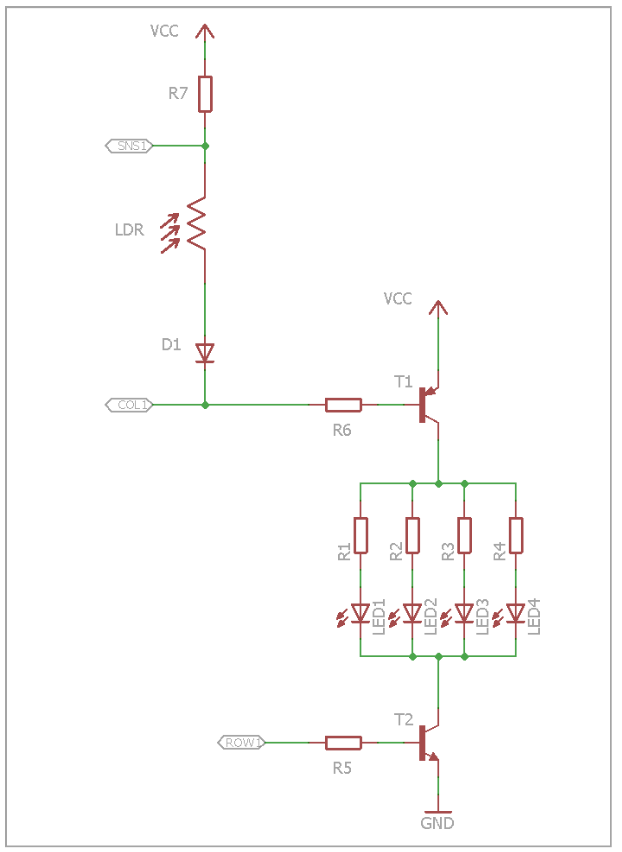 VCC
R7
SNS1
LDR
VCC
D1
T1
COL1
R6
R1
R2
R3
R4
LED1
LED2
LED3
LED4
T2
ROW1
R5
GND